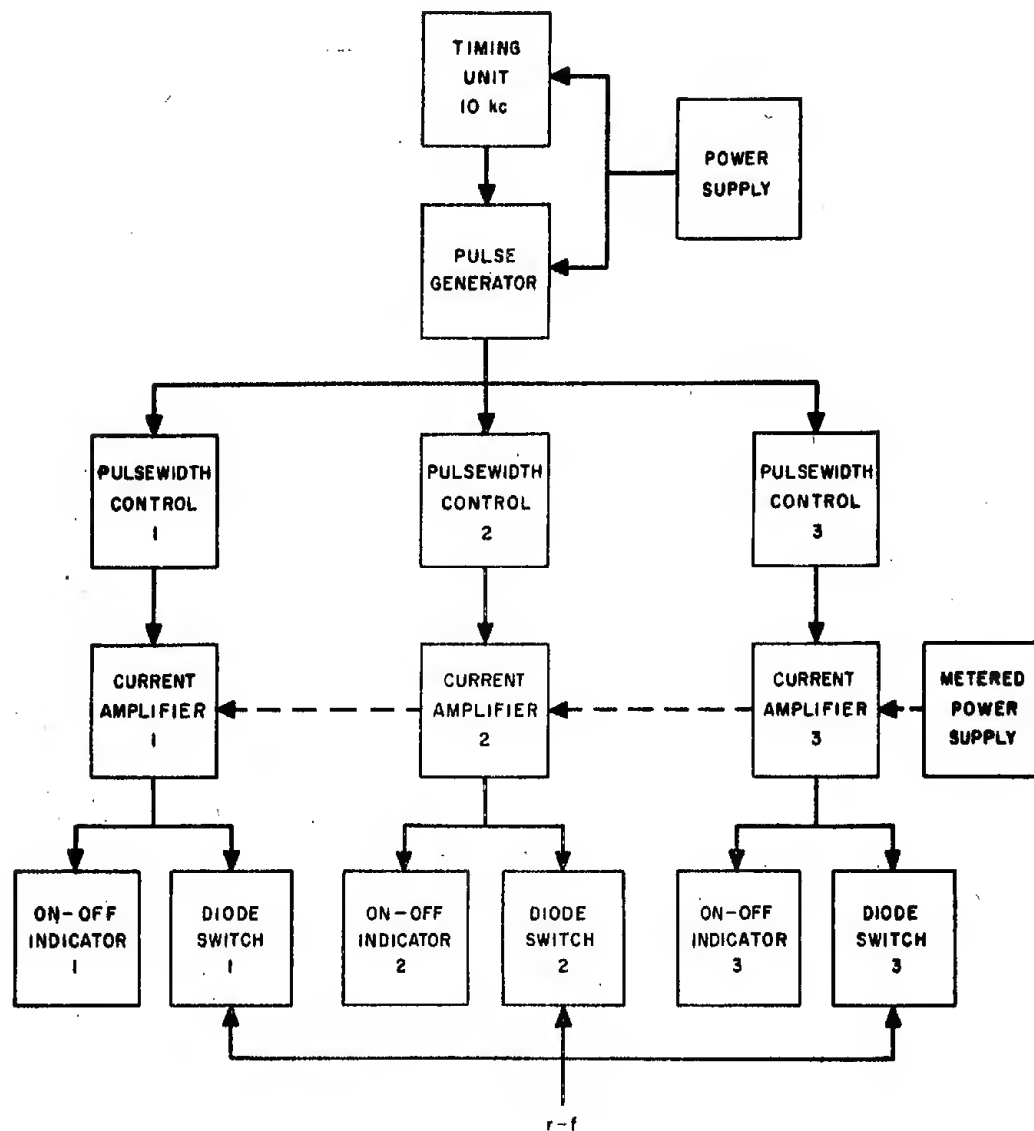 TIMING
UNIT
10 kc
POWER
SUPPLY
PULSE
GENERATOR
PULSEWIDTH
CONTROL
1
PULSEWIDTH
CONTROL
2
PULSEWIDTH
CONTROL
3
CURRENT
AMPLIFIER
1
CURRENT
AMPLIFIER
2
CURRENT
AMPLIFIER
3
METERED
POWER
SUPPLY
ON-OFF
INDICATOR
1
DIODE
SWITCH
1
ON-OFF
INDICATOR
2
DIODE
SWITCH
2
ON-OFF
INDICATOR
3
DIODE
SWITCH
3
r-f